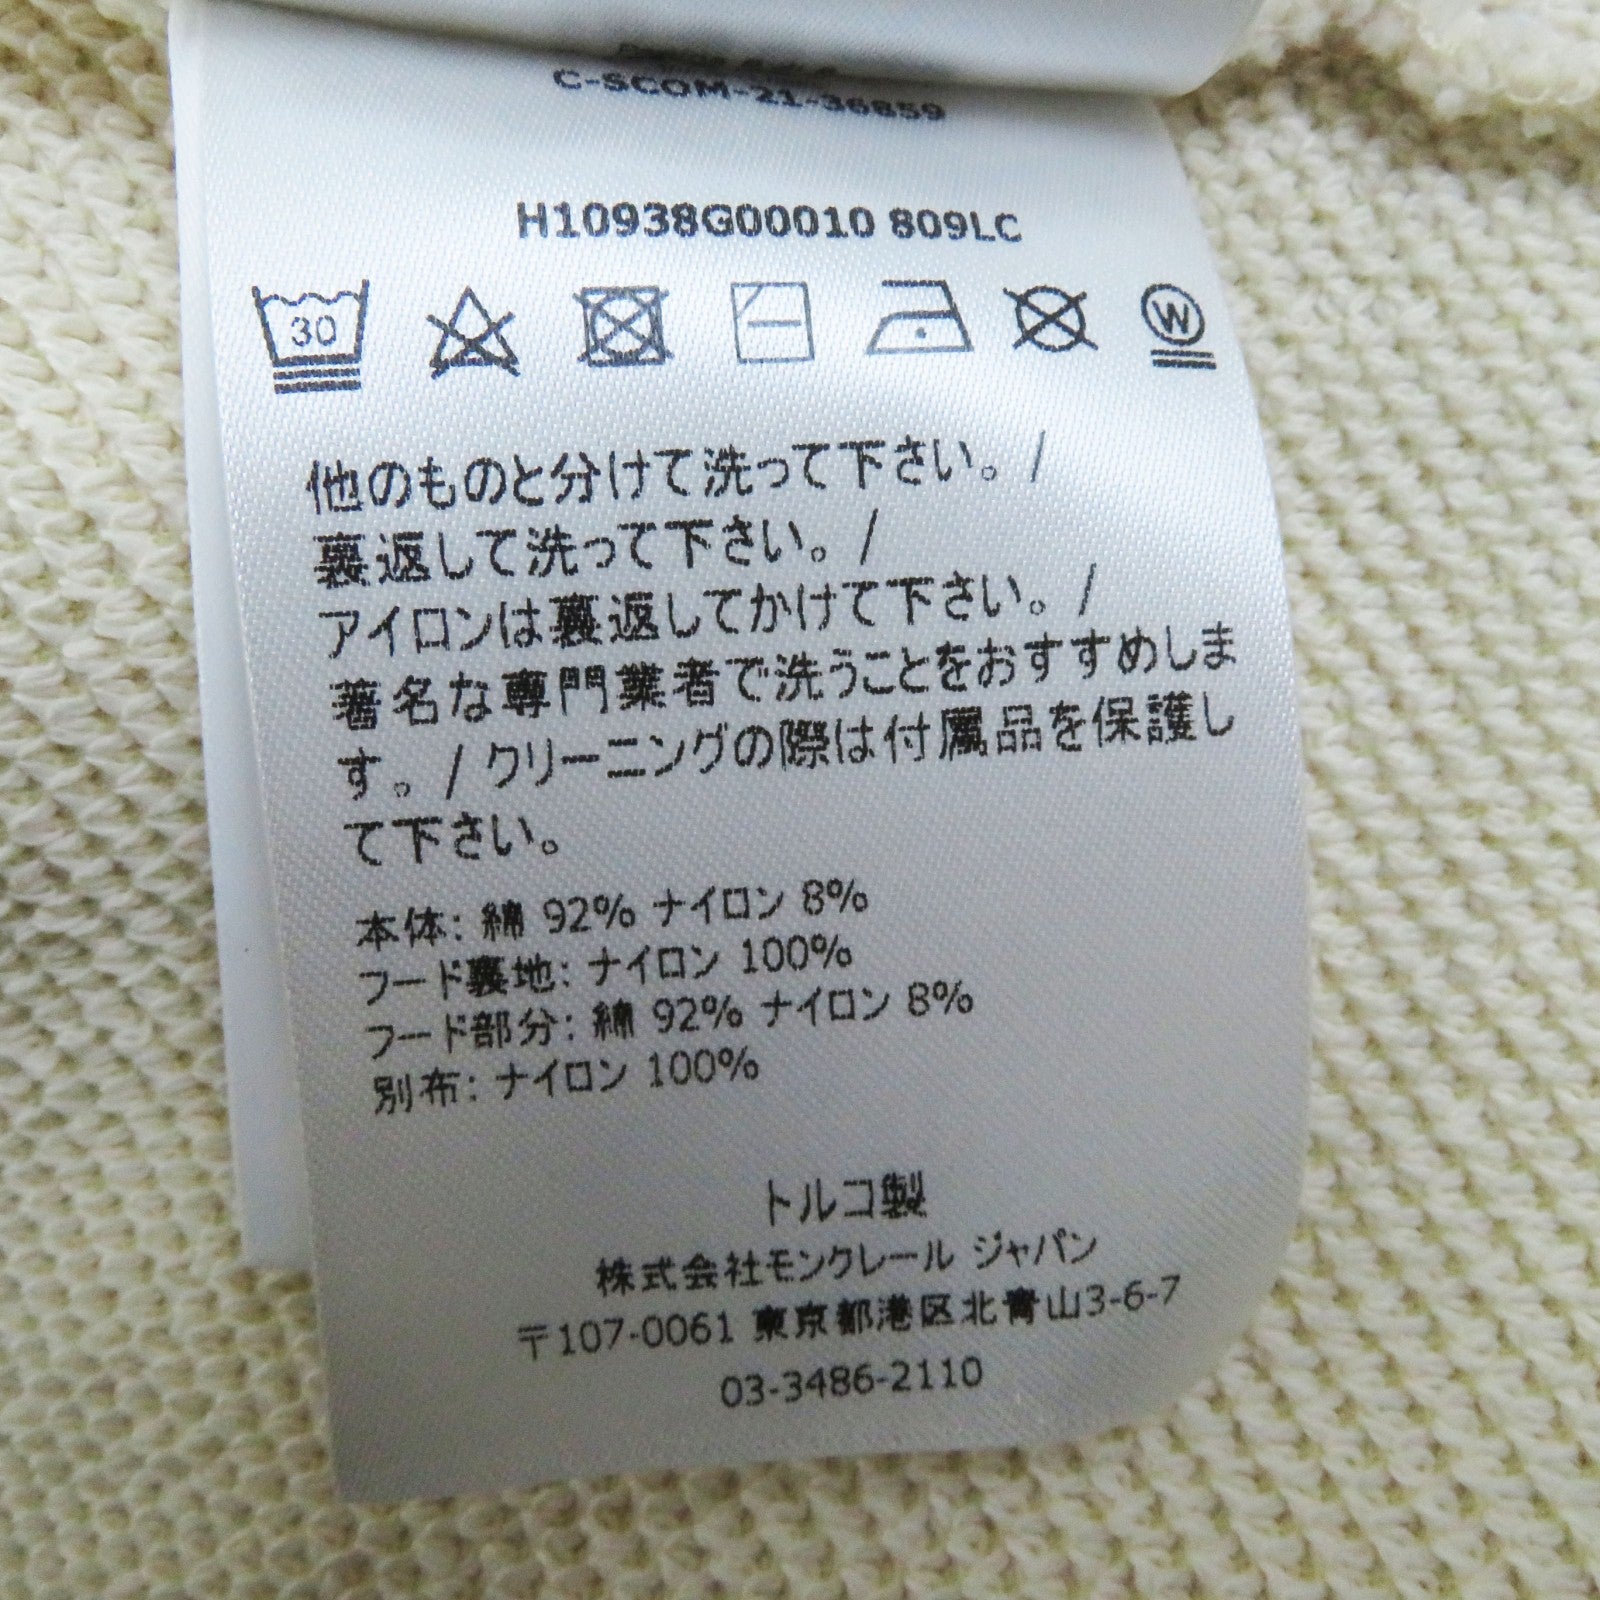 C-SCOM-21-36859
H10938G00010 809LC
30
W
他のものと分けて洗って下さい。/
裏返して洗って下さい。/
アイロンは裏返してかけて下さい。/
著名な専門業者で洗うことをおすすめしま
す。/ クリーニングの際は付属品を保護し
て下さい。
本体: 綿 92% ナイロン 8%
フード裏地: ナイロン 100%
フード部分: 綿 92% ナイロン 8%
別布: ナイロン 100%
トルコ製
株式会社モンクレール ジャパン
〒107-0061 東京都港区北青山3-6-7
03-3486-2110